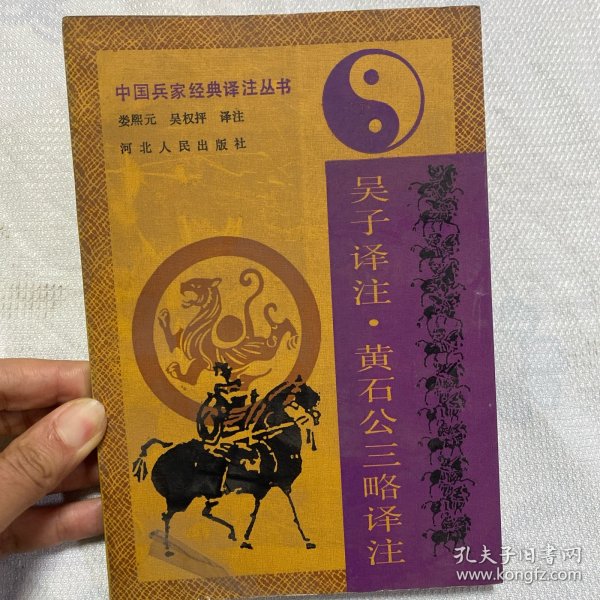 中国兵家经典译注丛书
娄熙元 吴权抨 译注
河北人民出版社
吴子译注·黄石公三略译注
孔夫子旧书网
www.kongfz.com